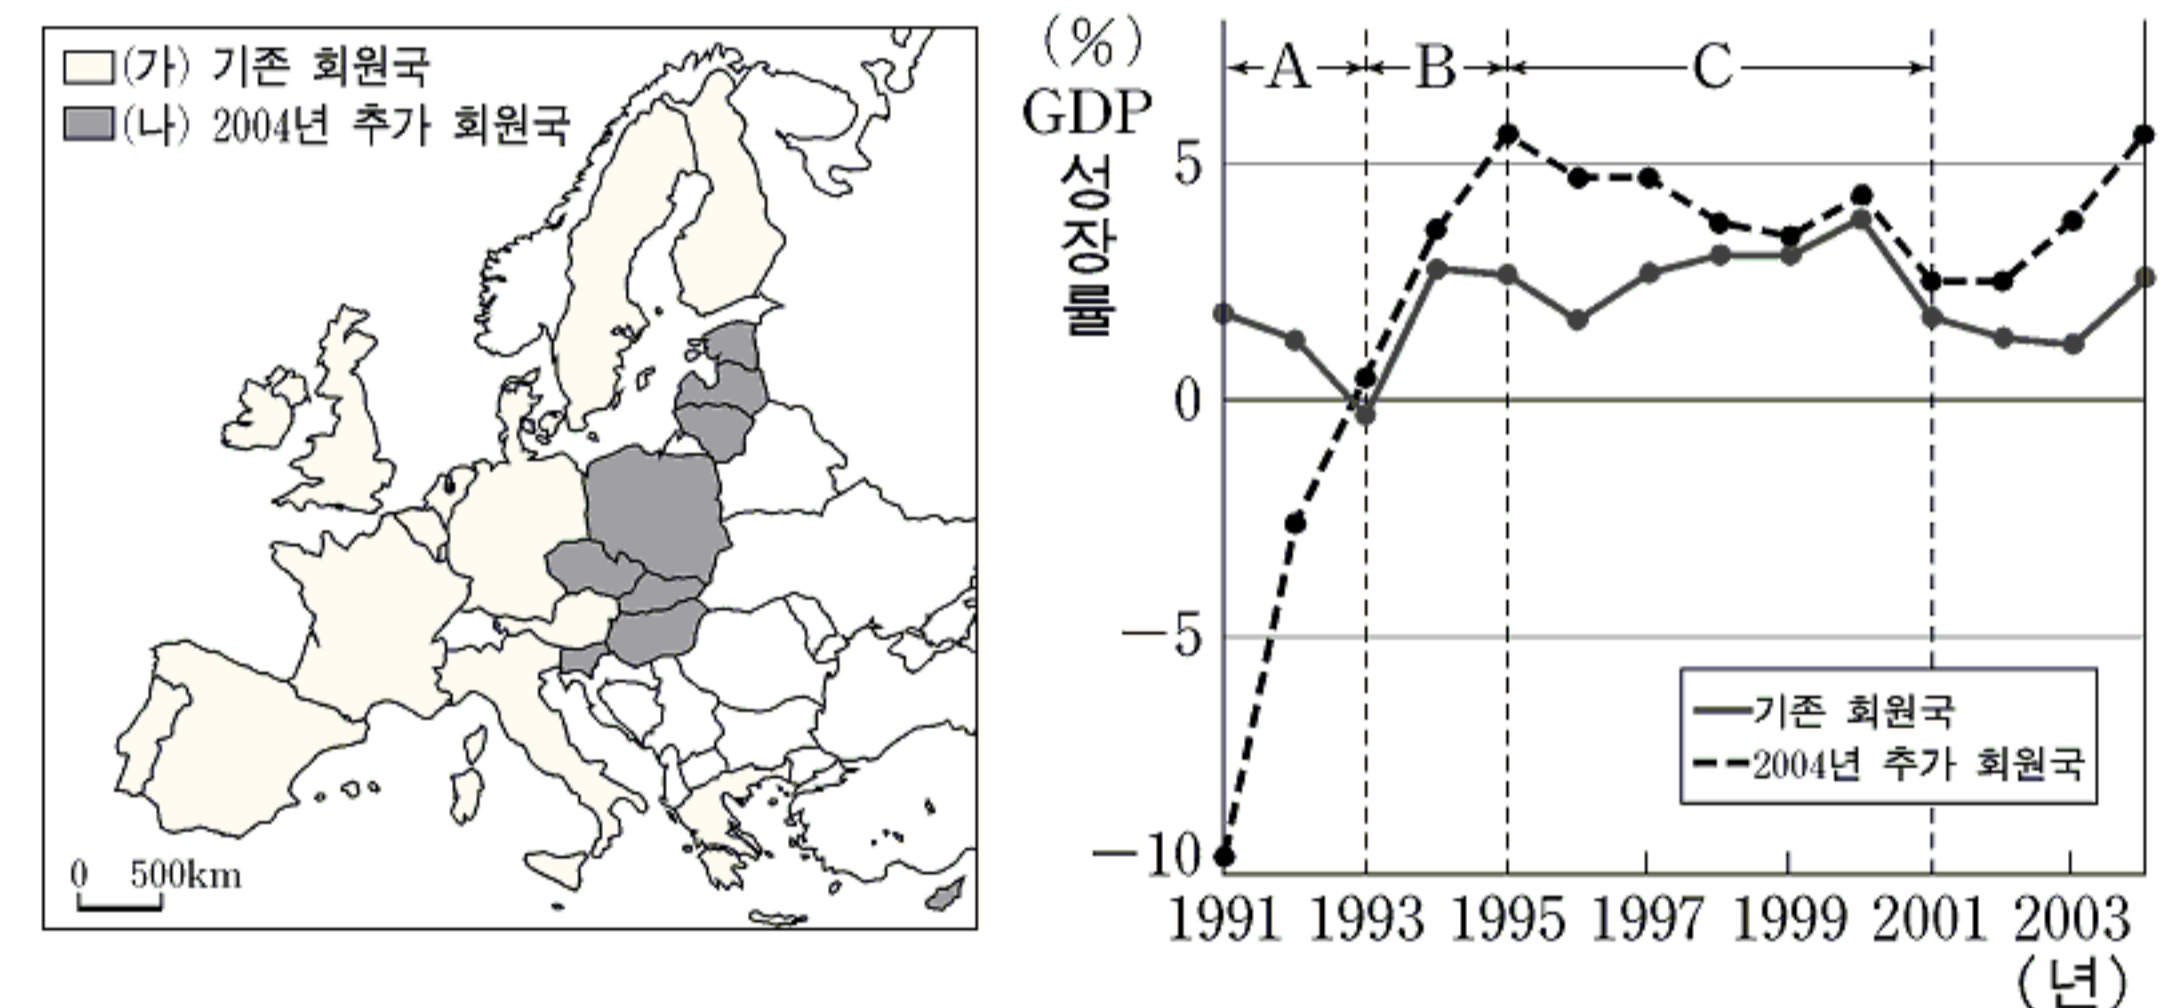 (가) 기존 회원국
(나) 2004년 추가 회원국
0 500km
(%)
GDP
성
장
률
A B C
5
0
-5
-10
기존 회원국
2004년 추가 회원국
1991 1993 1995 1997 1999 2001 2003
(년)